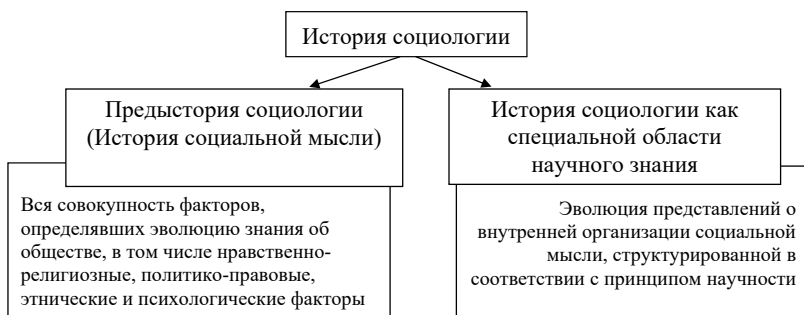 История социологии
Предыстория социологии
(История социальной мысли)
История социологии как
специальной области
научного знания
Вся совокупность факторов,
определявших эволюцию знания об
обществе, в том числе нравственно-
религиозные, политико-правовые,
этнические и психологические факторы
Эволюция представлений о
внутренней организации социальной
мысли, структурированной в
соответствии с принципом научности